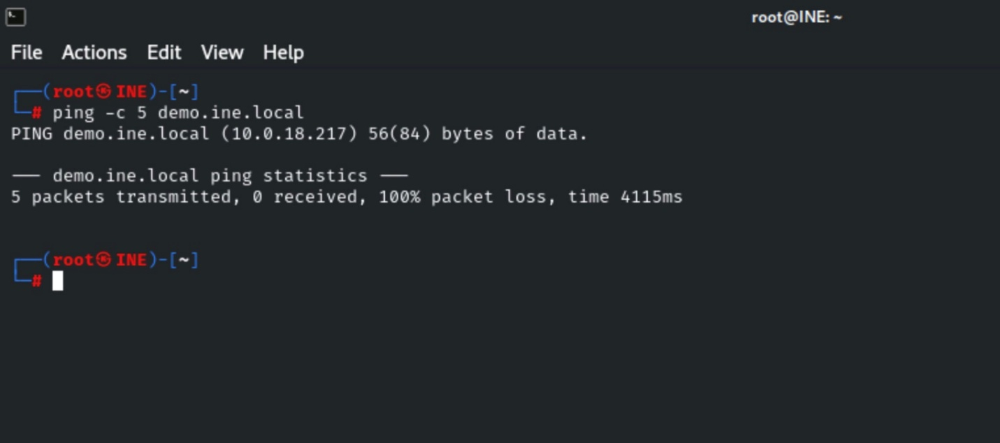 root@INE: ~
File Actions Edit View Help
┌──(root㉿INE)-[~]
└─# ping -c 5 demo.ine.local
PING demo.ine.local (10.0.18.217) 56(84) bytes of data.

─── demo.ine.local ping statistics ───
5 packets transmitted, 0 received, 100% packet loss, time 4115ms

┌──(root㉿INE)-[~]
└─#